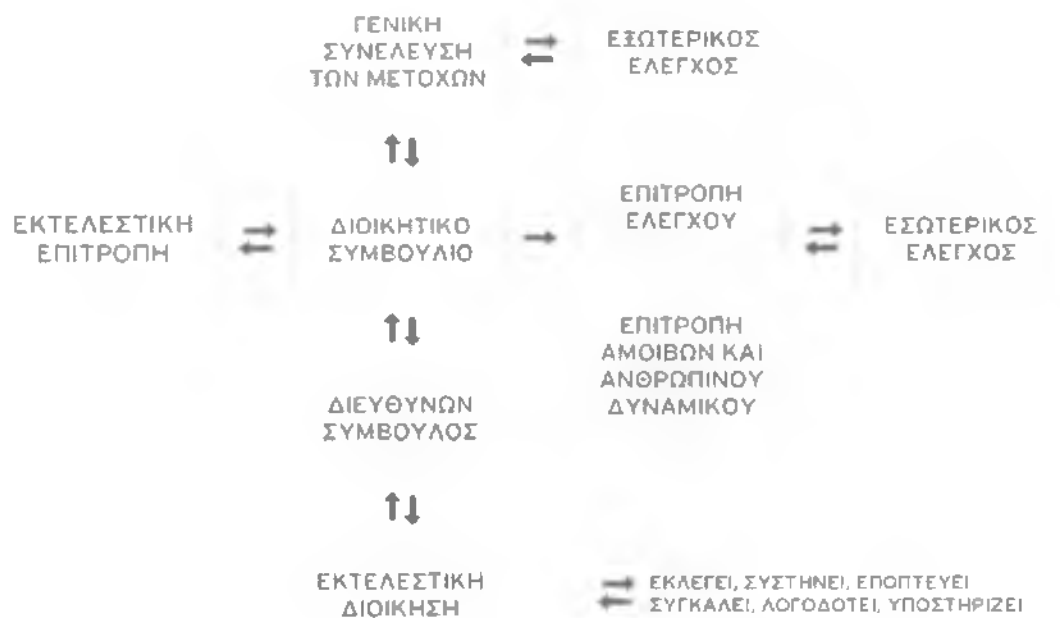 ΓΕΝΙΚΗ
ΣΥΝΕΛΕΥΣΗ
ΤΩΝ ΜΕΤΟΧΩΝ
ΕΞΩΤΕΡΙΚΟΣ
ΕΛΕΓΧΟΣ
ΕΚΤΕΛΕΣΤΙΚΗ
ΕΠΙΤΡΟΠΗ
ΔΙΟΙΚΗΤΙΚΟ
ΣΥΜΒΟΥΛΙΟ
ΕΠΙΤΡΟΠΗ
ΕΛΕΓΧΟΥ
ΕΣΩΤΕΡΙΚΟΣ
ΕΛΕΓΧΟΣ
ΕΠΙΤΡΟΠΗ
ΑΜΟΙΒΩΝ ΚΑΙ
ΑΝΘΡΩΠΙΝΟΥ
ΔΥΝΑΜΙΚΟΥ
ΔΙΕΥΘΥΝΩΝ
ΣΥΜΒΟΥΛΟΣ
ΕΚΤΕΛΕΣΤΙΚΗ
ΔΙΟΙΚΗΣΗ
ΕΚΛΕΓΕΙ, ΣΥΣΤΗΝΕΙ, ΕΠΟΠΤΕΥΕΙ
ΣΥΓΚΑΛΕΙ, ΛΟΓΟΔΟΤΕΙ, ΥΠΟΣΤΗΡΙΖΕΙ